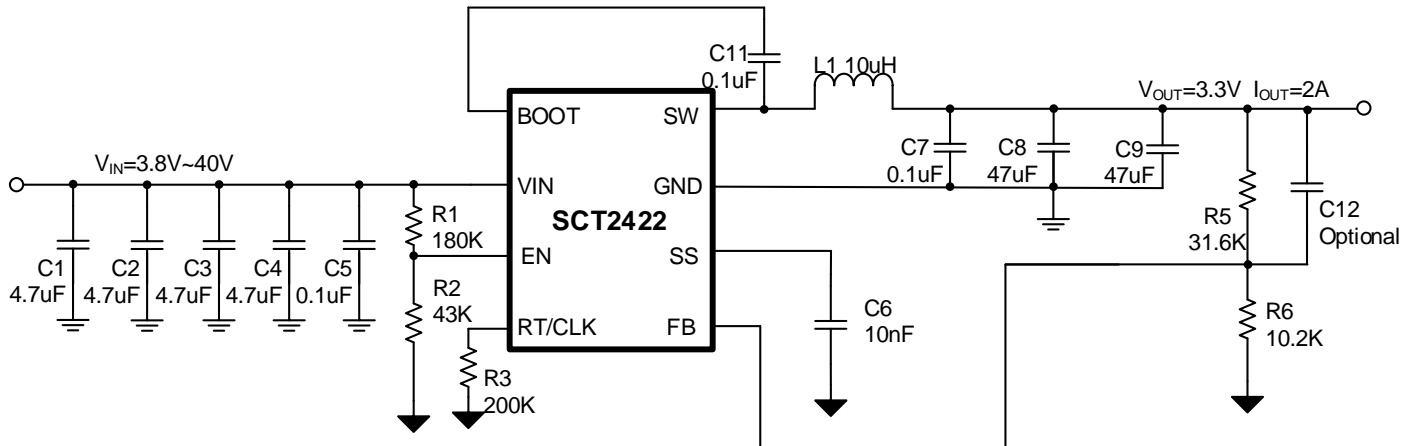 C11
0.1uF
L1 10uH
VOUT=3.3V IOUT=2A
BOOT
SW
C7
0.1uF
C8
47uF
C9
47uF
VIN=3.8V~40V
VIN
GND
SCT2422
R1
180K
R5
31.6K
C12
Optional
EN
SS
C1
4.7uF
C2
4.7uF
C3
4.7uF
C4
4.7uF
C5
0.1uF
R2
43K
C6
10nF
RT/CLK
FB
R6
10.2K
R3
200K